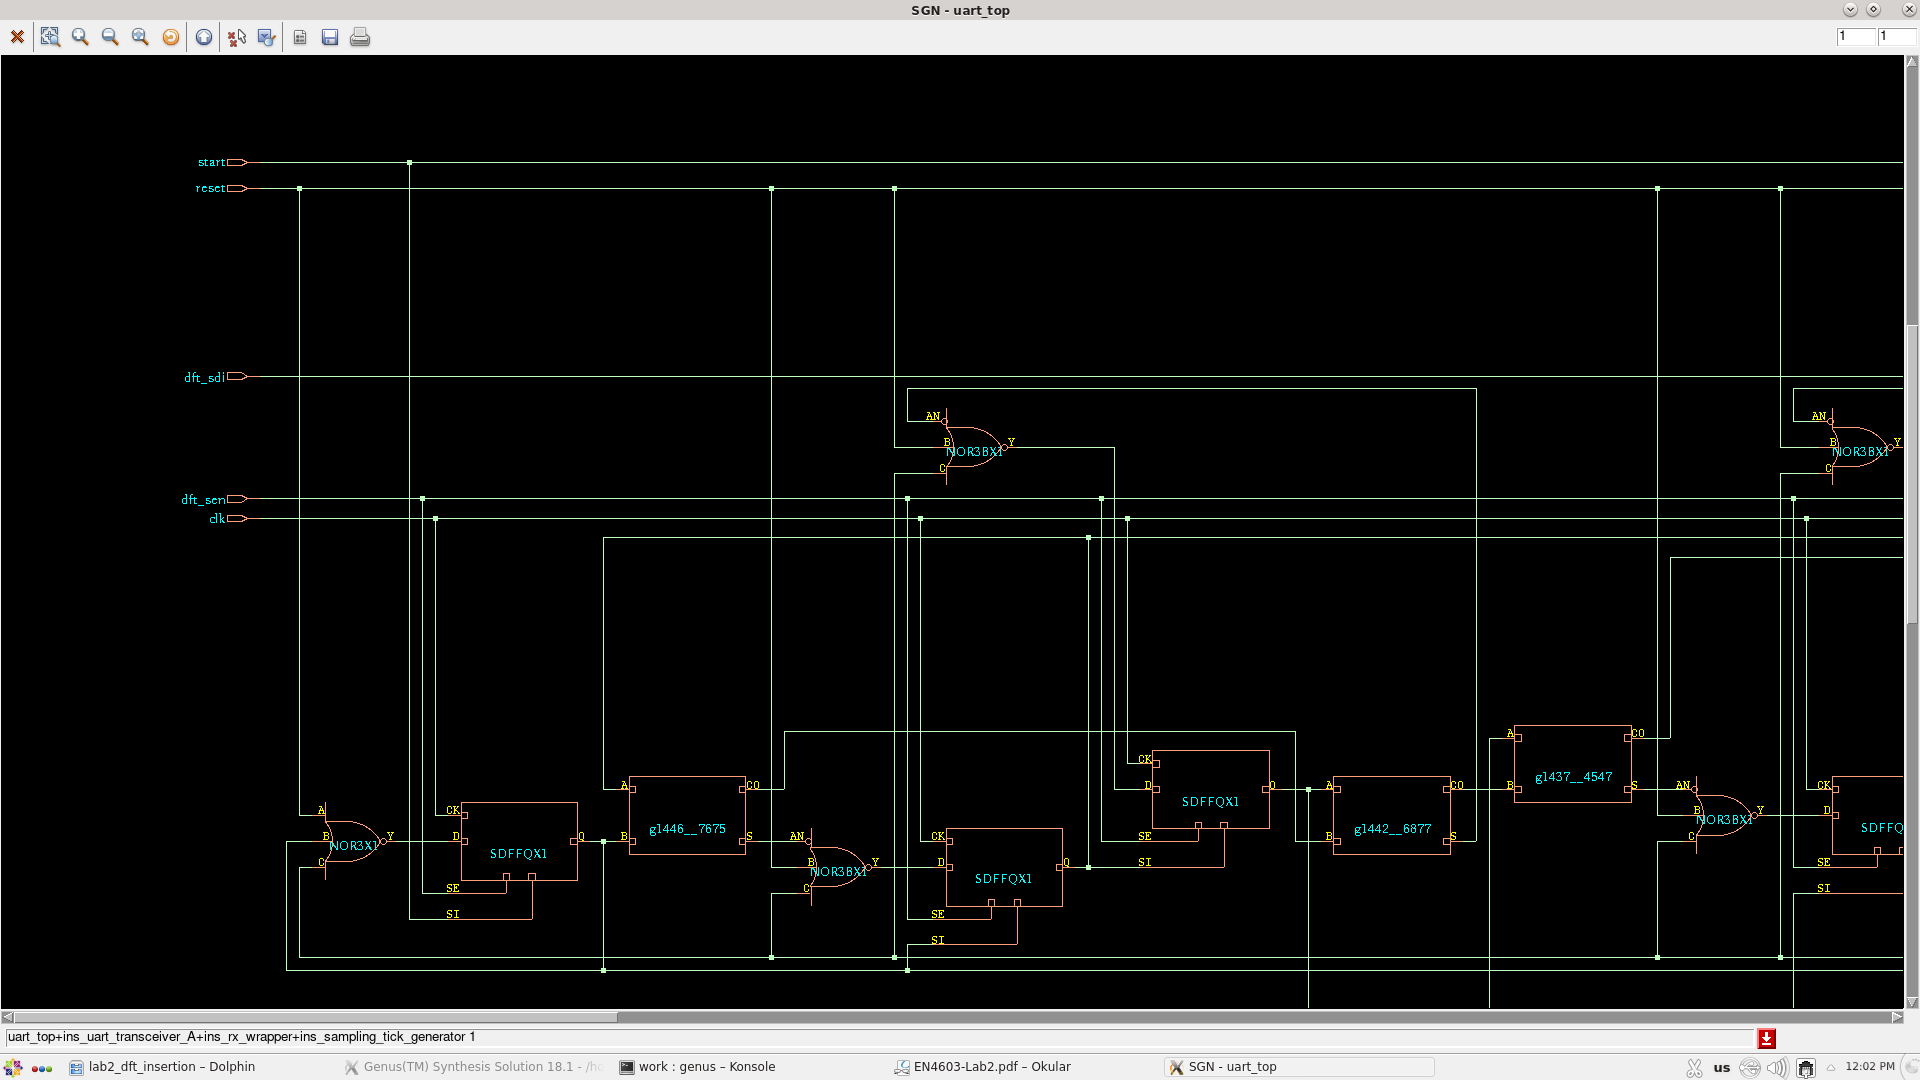 SGN - uart_top
1 1
start
reset
dft_sdi
AN B C NOR3BX1 Y
AN B C NOR3BX1 Y
dft_sen
clk
A B C NOR3X1 Y
CK D SDFFQX1 Q
SE
SI
A B g1446__7675 CO S
AN B C NOR3BX1 Y
CK D SDFFQX1 Q
SE
SI
CK D SDFFQX1 Q
SE
SI
A B g1442__6877 CO S
A B g1437__4547 CO S
AN B C NOR3BX1 Y
CK D SDFFQ
SE
SI
uart_top+ins_uart_transceiver_A+ins_rx_wrapper+ins_sampling_tick_generator 1
lab2_dft_insertion – Dolphin
Genus(TM) Synthesis Solution 18.1 - /ho
work : genus – Konsole
EN4603-Lab2.pdf – Okular
SGN - uart_top
us
12:02 PM